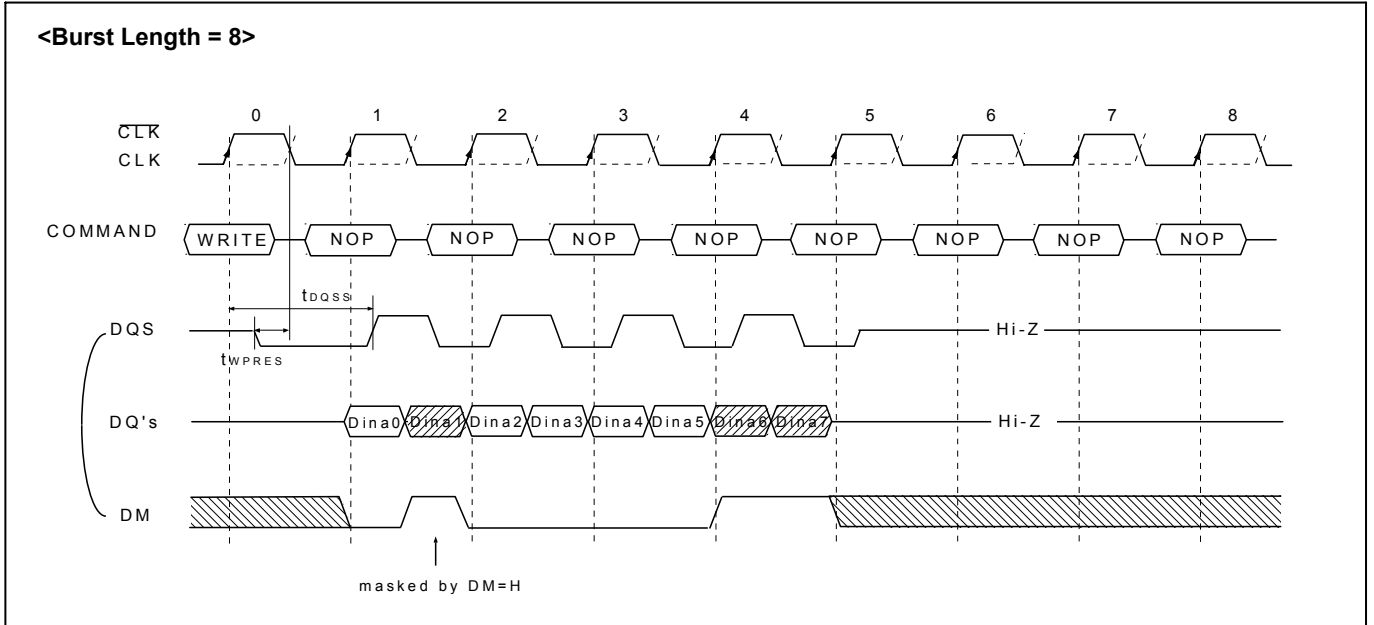 <Burst Length = 8>
0 1 2 3 4 5 6 7 8
CLK
CLK
COMMAND WRITE NOP NOP NOP NOP NOP NOP NOP NOP
tDQSS
DQS Hi-Z
tWPRES
DQ's Dina0 Dina1 Dina2 Dina3 Dina4 Dina5 Dina6 Dina7 Hi-Z
DM
masked by DM=H